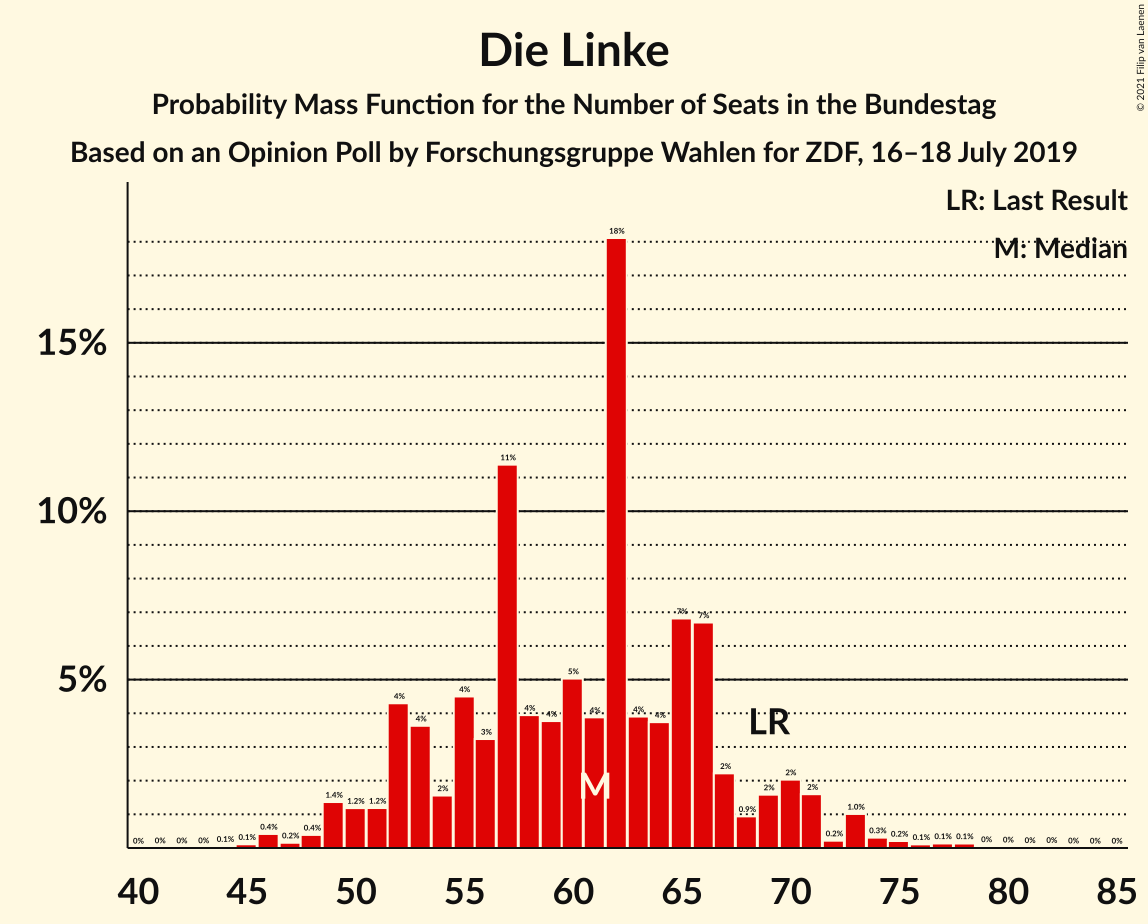 © 2021 Filip van Laenen
Die Linke
Probability Mass Function for the Number of Seats in the Bundestag
Based on an Opinion Poll by Forschungsgruppe Wahlen for ZDF, 16–18 July 2019
LR: Last Result
M: Median
15%
10%
5%
0% 0% 0% 0% 0.1% 0.1% 0.4% 0.2% 0.4% 1.4% 1.2% 1.2% 4% 4% 2% 4% 3% 11% 4% 4% 5% 4% 18% 4% 4% 7% 7% 2% 0.9% 2% 2% 2% 0.2% 1.0% 0.3% 0.2% 0.1% 0.1% 0.1% 0% 0% 0% 0% 0% 0% 0%
LR
M
40 45 50 55 60 65 70 75 80 85